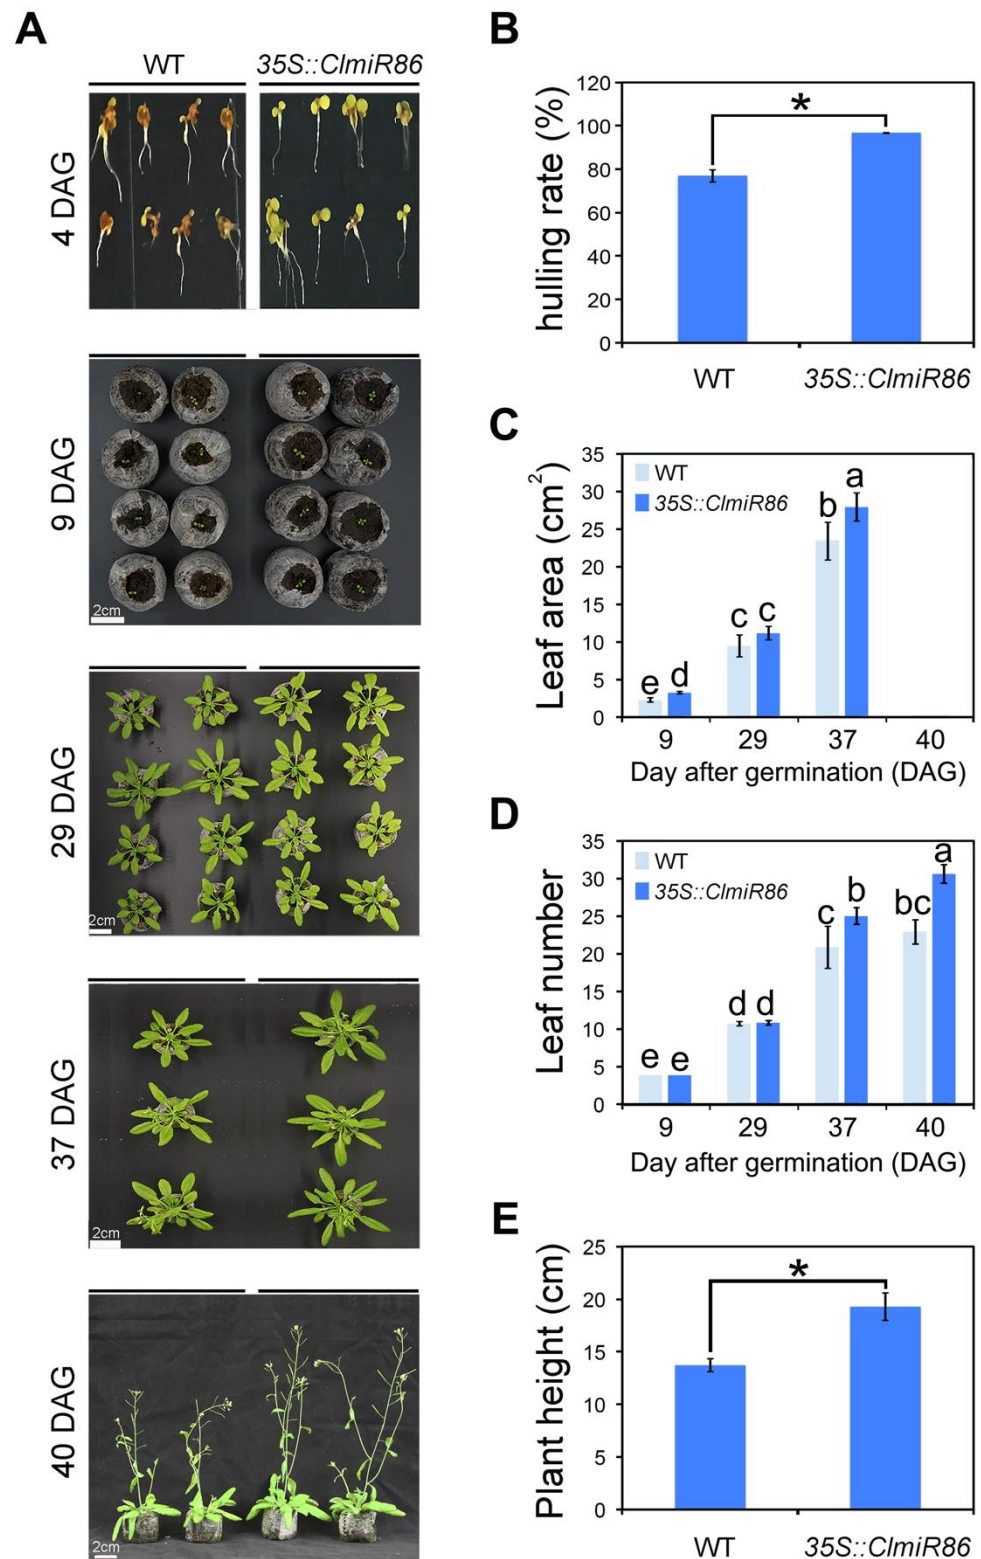 A
WT
35S::ClmiR86
4 DAG
9 DAG
2cm
29 DAG
2cm
37 DAG
2cm
40 DAG
2cm
B
hulling rate (%)
120
100
80
60
40
20
0
*
WT
35S::ClmiR86
C
Leaf area (cm²)
35
30
25
20
15
10
5
0
WT
35S::ClmiR86
e
d
c
c
b
a
9
29
37
40
Day after germination (DAG)
D
Leaf number
35
30
25
20
15
10
5
0
WT
35S::ClmiR86
e
e
d
d
c
b
bc
a
9
29
37
40
Day after germination (DAG)
E
Plant height (cm)
25
20
15
10
5
0
*
WT
35S::ClmiR86